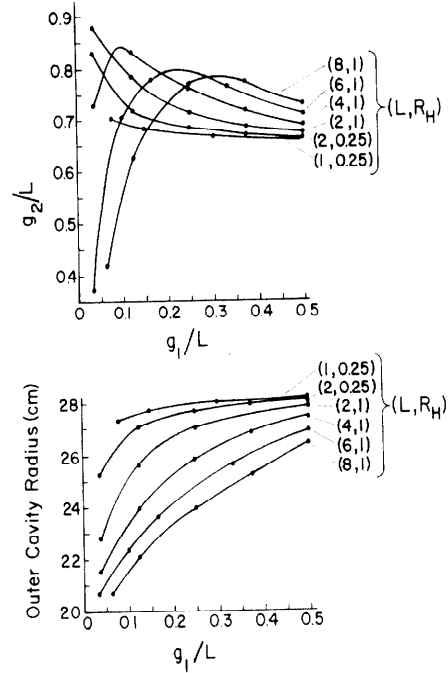 0.9
0.8
0.7
0.6
0.5
0.4
g2/L
0 0.1 0.2 0.3 0.4 0.5
g1/L
(8,1)
(6,1)
(4,1)
(2,1)
(2,0.25)
(1,0.25)
(L,RH)
28
26
24
22
20
Outer Cavity Radius (cm)
0 0.1 0.2 0.3 0.4 0.5
g1/L
(1,0.25)
(2,0.25)
(2,1)
(4,1)
(6,1)
(8,1)
(L,RH)